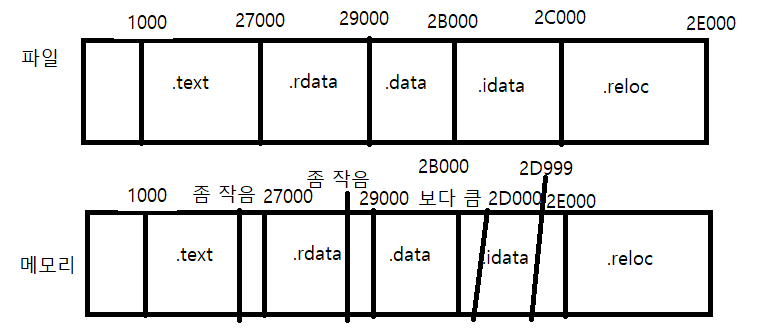 1000 27000 29000 2B000 2C000 2E000
파일
.text .rdata .data .idata .reloc
2B000 2D999
1000 좀 작음 27000 좀 작음 29000 보다 큼 2D000 2E000
메모리
.text .rdata .data .idata .reloc